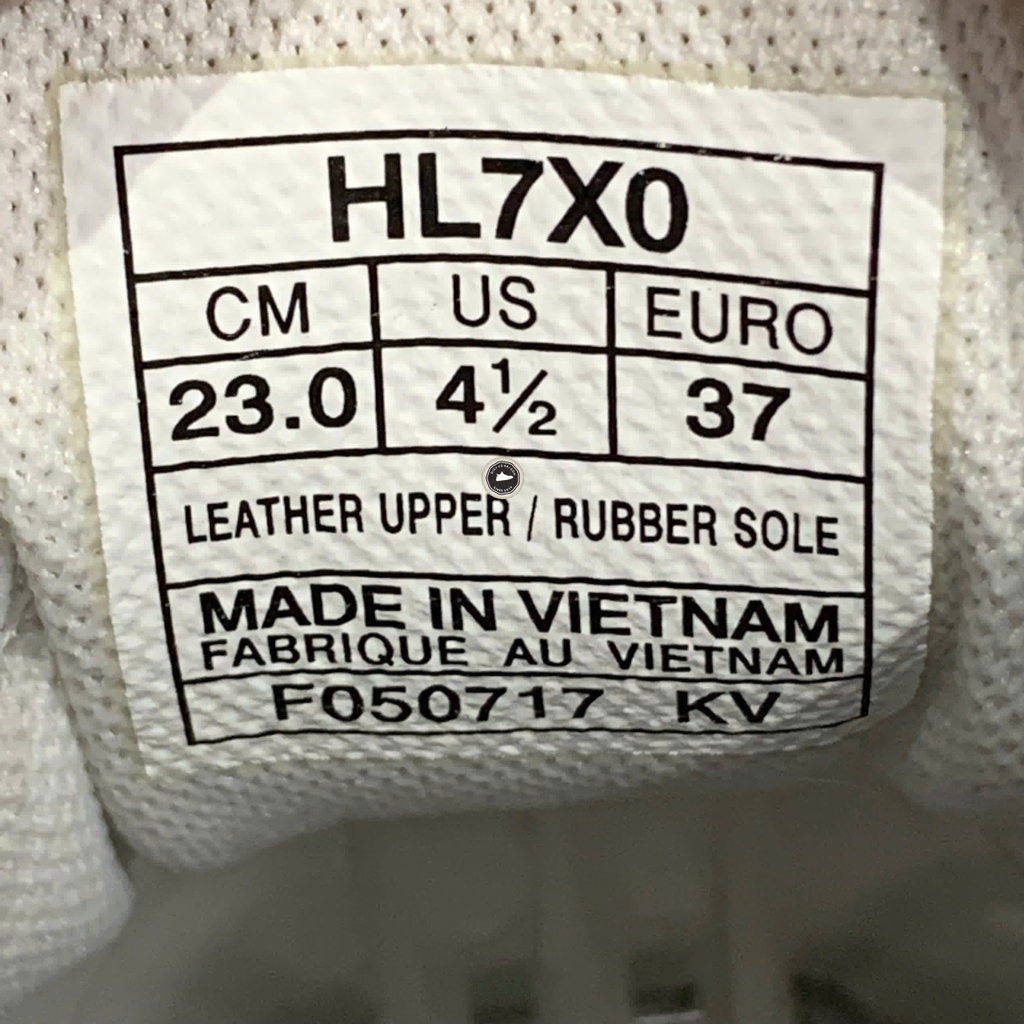 HL7X0
CM US EURO
23.0 4½ 37
LEATHER UPPER / RUBBER SOLE
MADE IN VIETNAM
FABRIQUE AU VIETNAM
F050717 KV